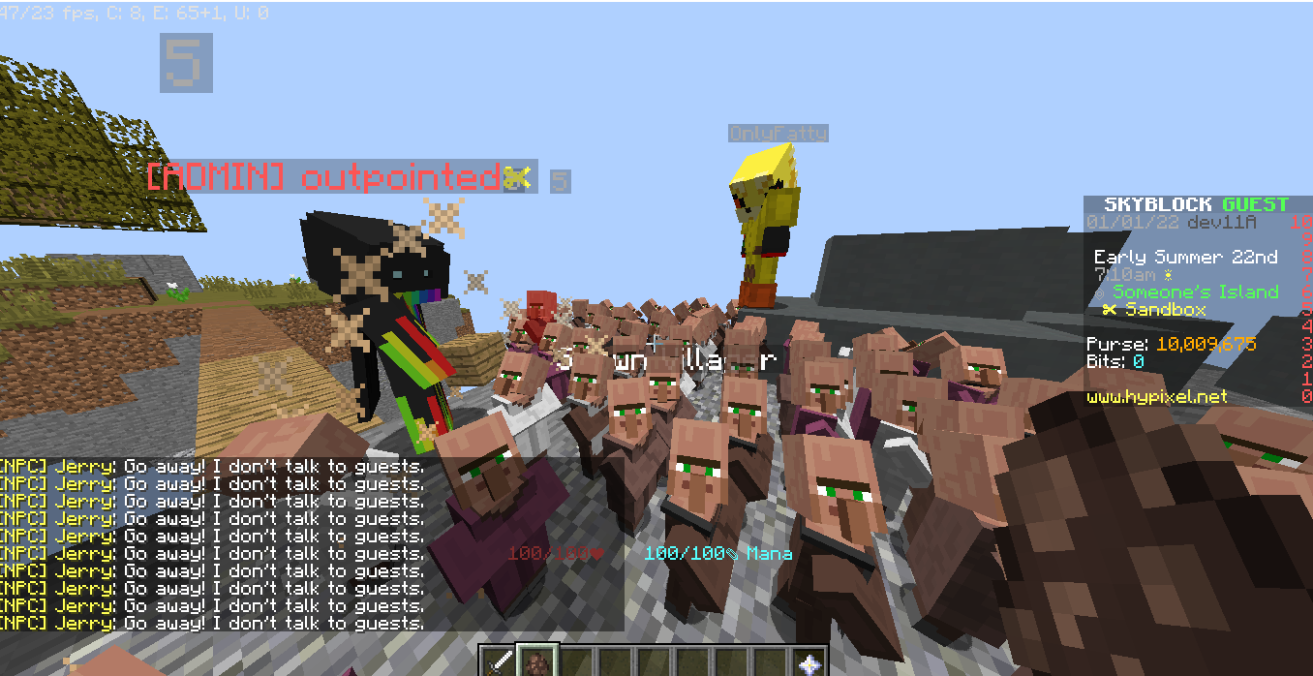 47/23 fps, C: 8, E: 65+1, U: 0
5
OnlyFatty
[ADMIN] outpointed
5
SKYBLOCK GUEST
01/01/22 dev11A 10
9
Early Summer 22nd 8
7:10am 7
Someone's Island 6
Sandbox 5
4
Purse: 10,009,675 3
Bits: 0 2
1
www.hypixel.net 0
[NPC] Jerry: Go away! I don't talk to guests.
[NPC] Jerry: Go away! I don't talk to guests.
[NPC] Jerry: Go away! I don't talk to guests.
[NPC] Jerry: Go away! I don't talk to guests.
[NPC] Jerry: Go away! I don't talk to guests.
[NPC] Jerry: Go away! I don't talk to guests.
[NPC] Jerry: Go away! I don't talk to guests.
[NPC] Jerry: Go away! I don't talk to guests.
[NPC] Jerry: Go away! I don't talk to guests.
[NPC] Jerry: Go away! I don't talk to guests.
100/100% Mana